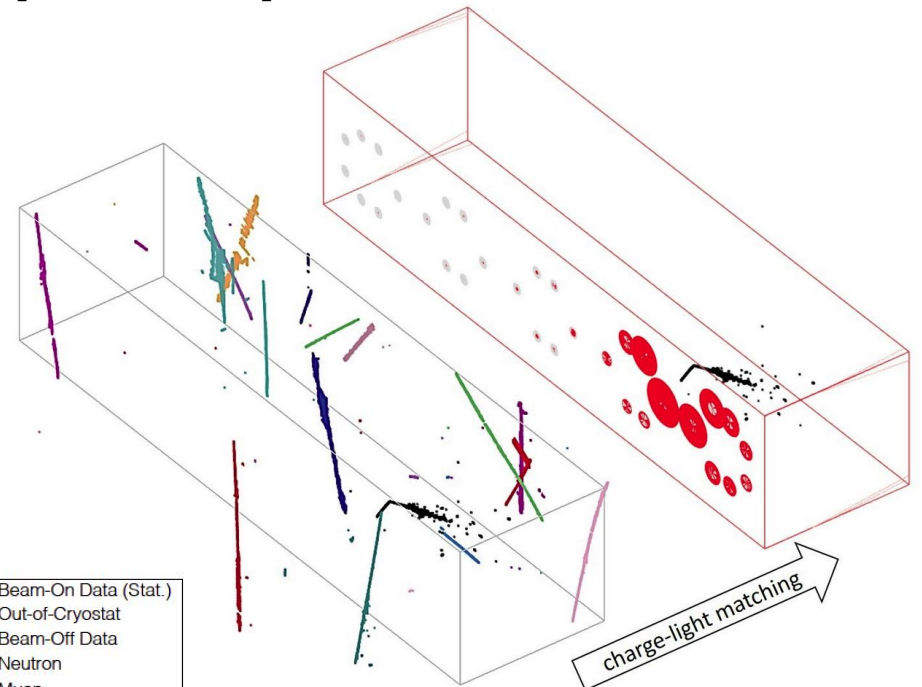 charge-light matching
Beam-On Data (Stat.)
Out-of-Cryostat
Beam-Off Data
Neutron